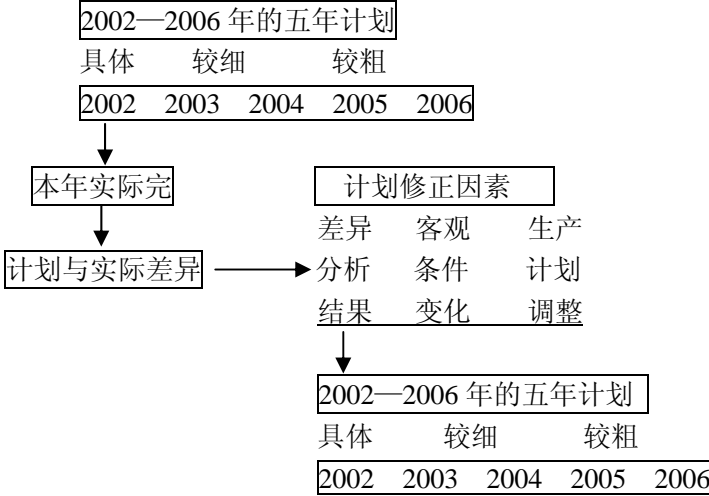 2002—2006 年的五年计划
具体 较细 较粗
2002 2003 2004 2005 2006
本年实际完
计划修正因素
计划与实际差异
差异 客观 生产
分析 条件 计划
结果 变化 调整
2002—2006 年的五年计划
具体 较细 较粗
2002 2003 2004 2005 2006